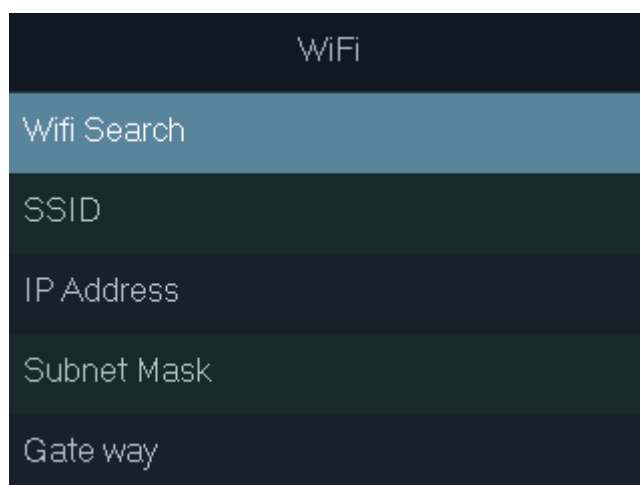 WiFi
Wifi Search
SSID
IP Address
Subnet Mask
Gate way